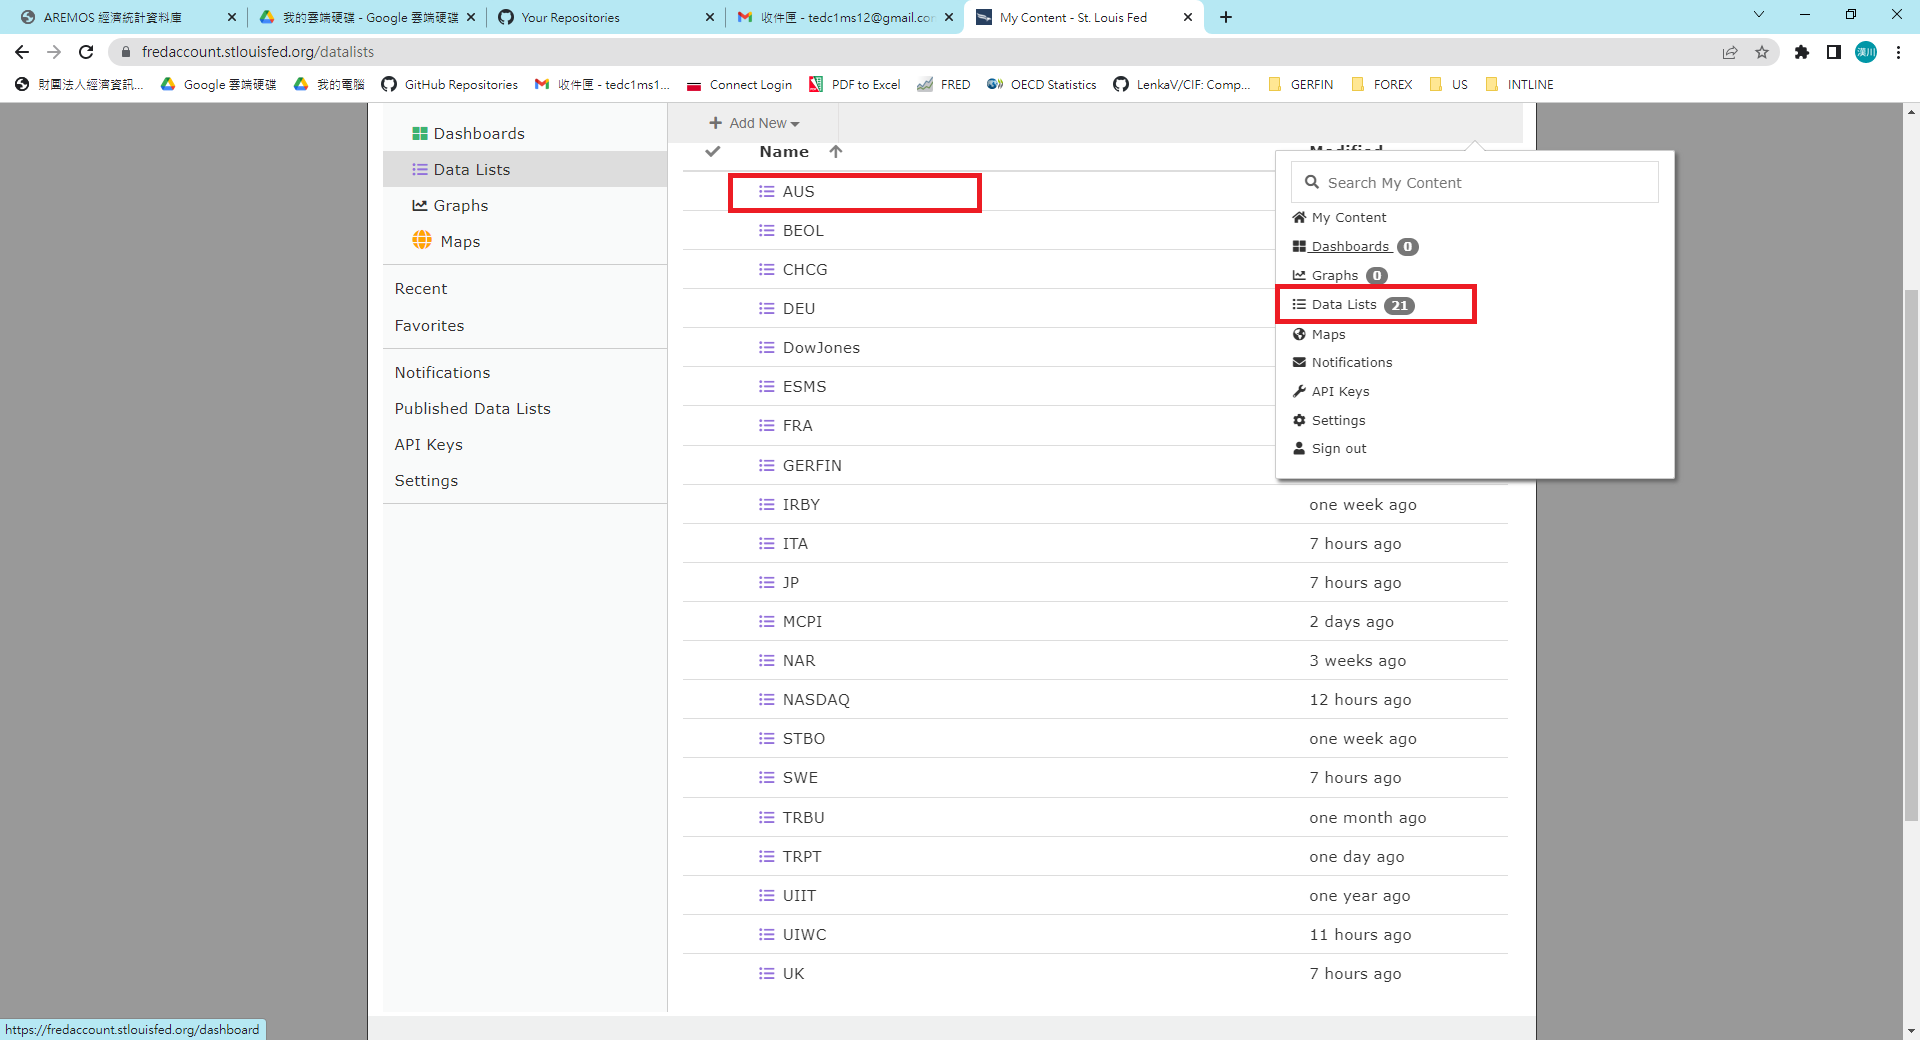 AREMOS 經濟統計資料庫
我的雲端硬碟 - Google 雲端硬碟
Your Repositories
收件匣 - tedc1ms12@gmail.co
My Content - St. Louis Fed
fredaccount.stlouisfed.org/datalists
漢川
財團法人經濟資訊...
Google 雲端硬碟
我的電腦
GitHub Repositories
收件匣 - tedc1ms1...
Connect Login
PDF to Excel
FRED
OECD Statistics
LenkaV/CIF: Comp...
GERFIN
FOREX
US
INTLINE
Dashboards
Data Lists
Graphs
Maps
Recent
Favorites
Notifications
Published Data Lists
API Keys
Settings
Add New
Name
Modified
AUS
BEOL
CHCG
DEU
DowJones
ESMS
FRA
GERFIN
IRBY one week ago
ITA 7 hours ago
JP 7 hours ago
MCPI 2 days ago
NAR 3 weeks ago
NASDAQ 12 hours ago
STBO one week ago
SWE 7 hours ago
TRBU one month ago
TRPT one day ago
UIIT one year ago
UIWC 11 hours ago
UK 7 hours ago
Search My Content
My Content
Dashboards 0
Graphs 0
Data Lists 21
Maps
Notifications
API Keys
Settings
Sign out
https://fredaccount.stlouisfed.org/dashboard